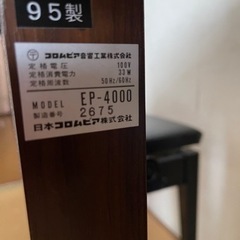 95製
コロムビア音響工業株式会社
定格電圧 100V
定格消費電力 33W
定格周波数 50Hz/60Hz
MODEL EP-4000
製造番号 2675
日本コロムビア株式会社